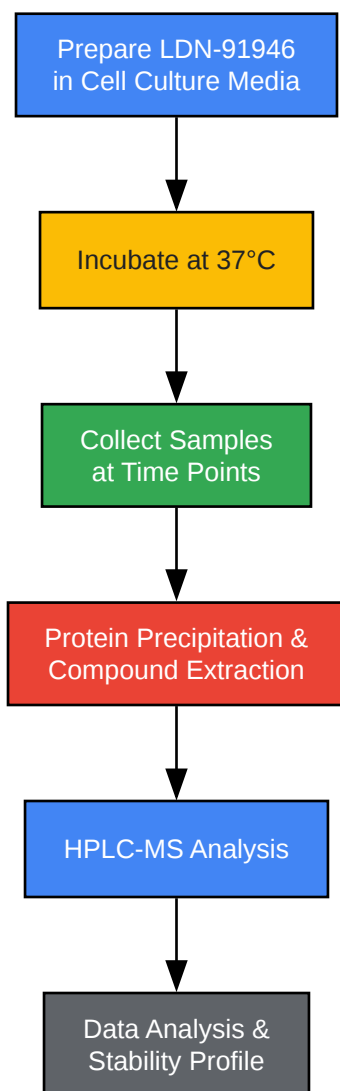 Prepare LDN-91946
in Cell Culture Media
Incubate at 37°C
Collect Samples
at Time Points
Protein Precipitation &
Compound Extraction
HPLC-MS Analysis
Data Analysis &
Stability Profile